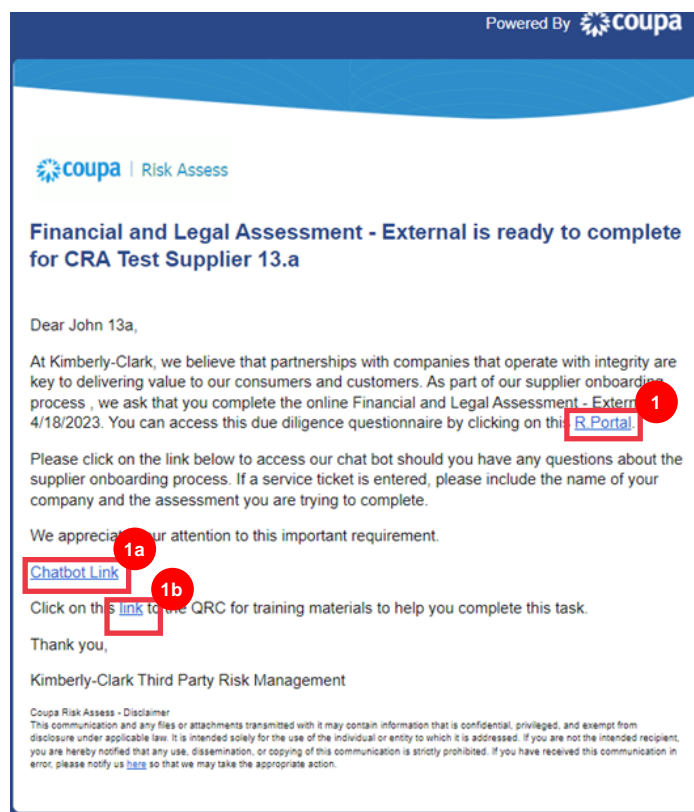 Powered By coupa
coupa | Risk Assess
Financial and Legal Assessment - External is ready to complete
for CRA Test Supplier 13.a
Dear John 13a,
At Kimberly-Clark, we believe that partnerships with companies that operate with integrity are
key to delivering value to our consumers and customers. As part of our supplier onboarding
process , we ask that you complete the online Financial and Legal Assessment - Extern
1
4/18/2023. You can access this due diligence questionnaire by clicking on this R.Portal.
Please click on the link below to access our chat bot should you have any questions about the
supplier onboarding process. If a service ticket is entered, please include the name of your
company and the assessment you are trying to complete.
We appreciat ur attention to this important requirement.
1a
Chatbot Link
1b
Click on this link to the QRC for training materials to help you complete this task.
Thank you,
Kimberly-Clark Third Party Risk Management
Coupa Risk Assess - Disclaimer
This communication and any files or attachments transmitted with it may contain information that is confidential, privileged, and exempt from
disclosure under applicable law. It is intended solely for the use of the individual or entity to which it is addressed. If you are not the intended recipient,
you are hereby notified that any use, dissemination, or copying of this communication is strictly prohibited. If you have received this communication in
error, please notify us here so that we may take the appropriate action.